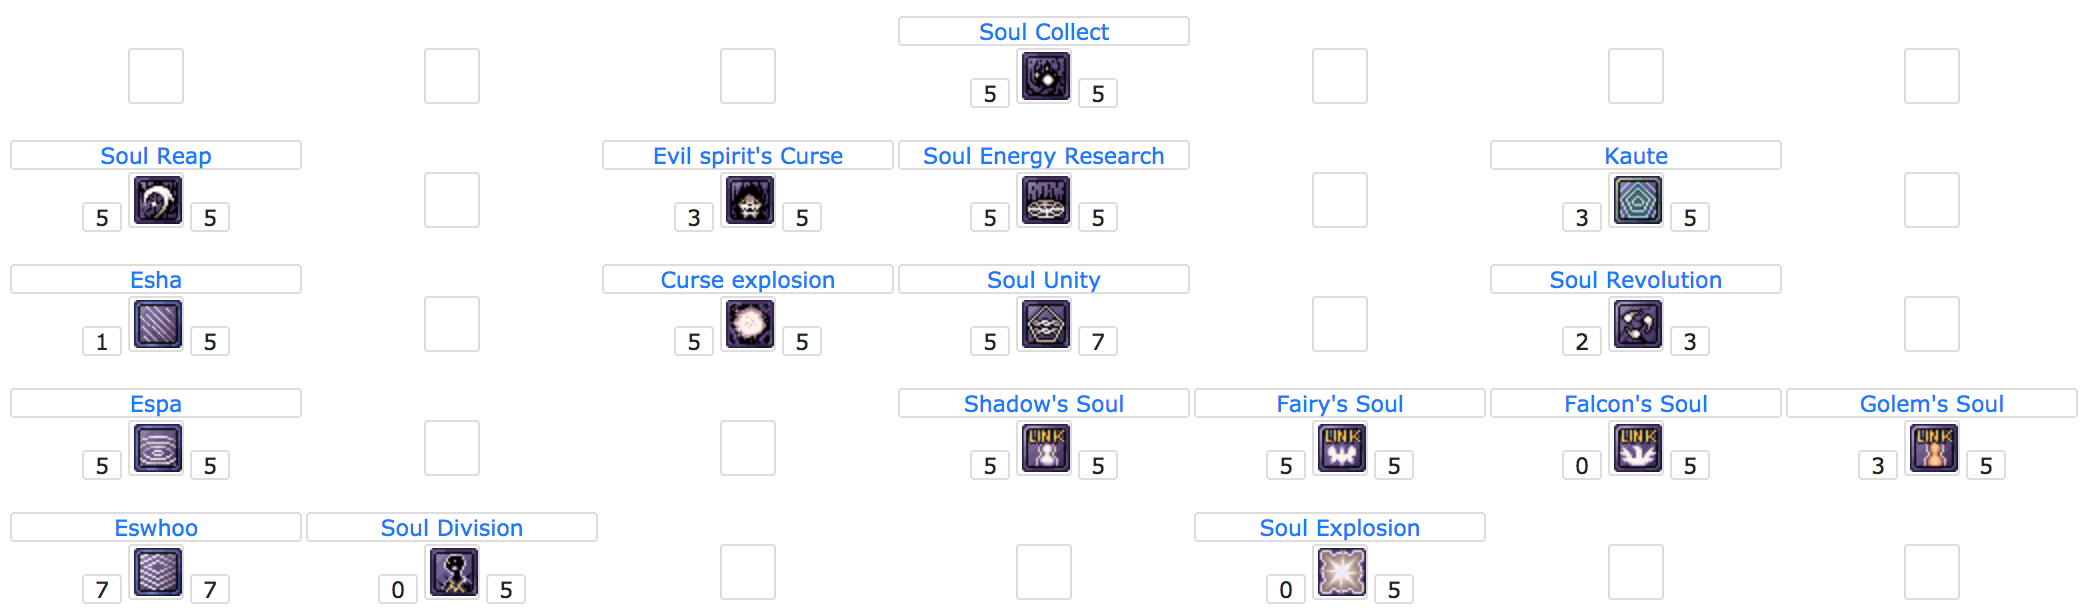 Soul Collect
5 5
Soul Reap Evil spirit's Curse Soul Energy Research Kaute
5 5 3 5 5 5 3 5
Esha Curse explosion Soul Unity Soul Revolution
1 5 5 5 5 7 2 3
Espa Shadow's Soul Fairy's Soul Falcon's Soul Golem's Soul
LINK LINK LINK LINK
5 5 5 5 5 5 0 5 3 5
Eswhoo Soul Division Soul Explosion
7 7 0 5 0 5